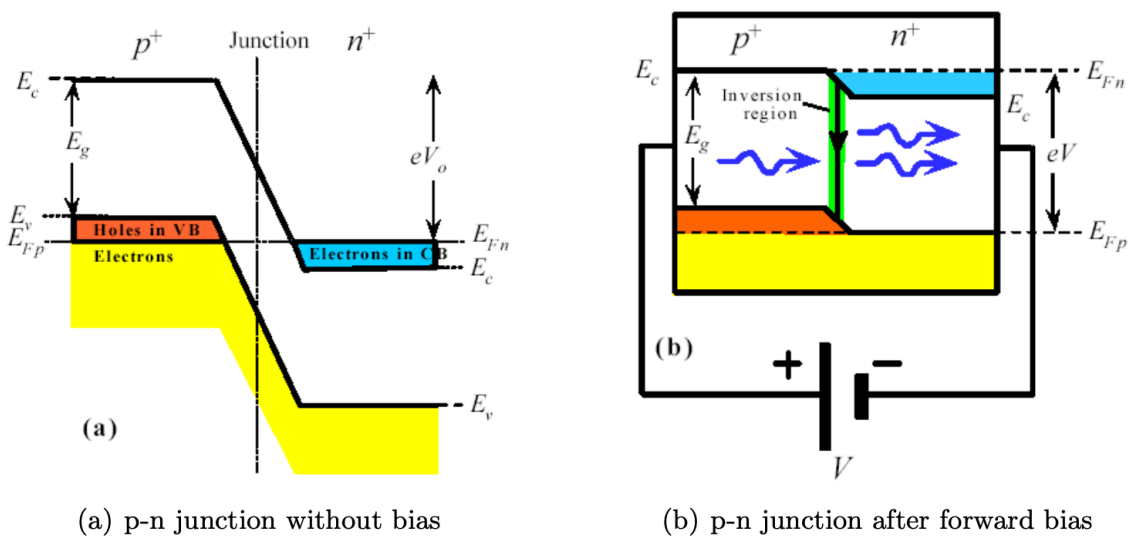 p+ Junction n+
Ec
Eg
eVo
Ev
Holes in VB
EFp
EFn
Electrons
Electrons in CB
Ec
Ev
(a)
p+ n+
Ec
EFn
Inversion
region
Ec
Eg
eV
EFp
(b)
+ −
V
(a) p-n junction without bias
(b) p-n junction after forward bias